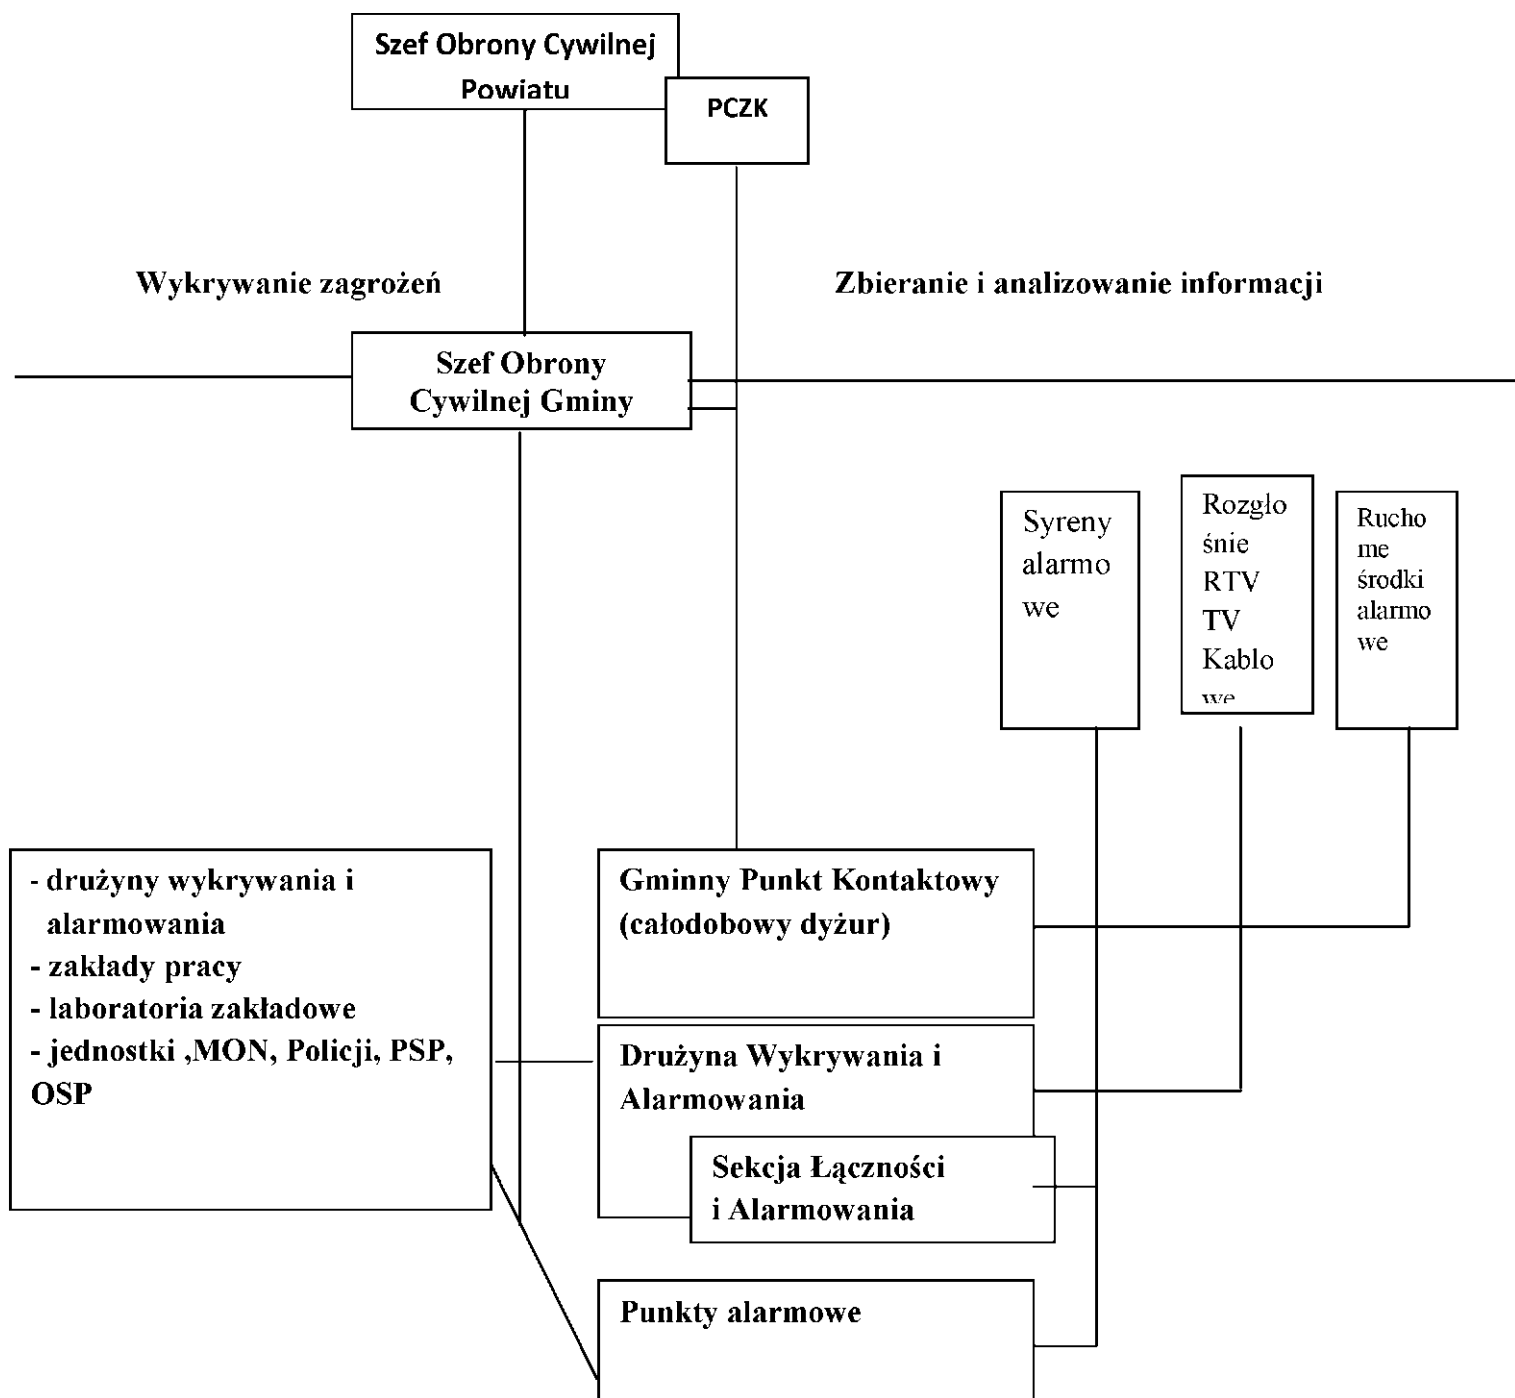 Szef Obrony Cywilnej
Powiatu
PCZK
Wykrywanie zagrożeń
Zbieranie i analizowanie informacji
Szef Obrony
Cywilnej Gminy
Syreny
alarmo
we
Rozgło
śnie
RTV
TV
Kablo
we
Rucho
me
środki
alarmo
we
- drużyny wykrywania i
alarmowania
- zakłady pracy
- laboratoria zakładowe
- jednostki ,MON, Policji, PSP,
OSP
Gminny Punkt Kontaktowy
(całodobowy dyżur)
Drużyna Wykrywania i
Alarmowania
Sekcja Łączności
i Alarmowania
Punkty alarmowe